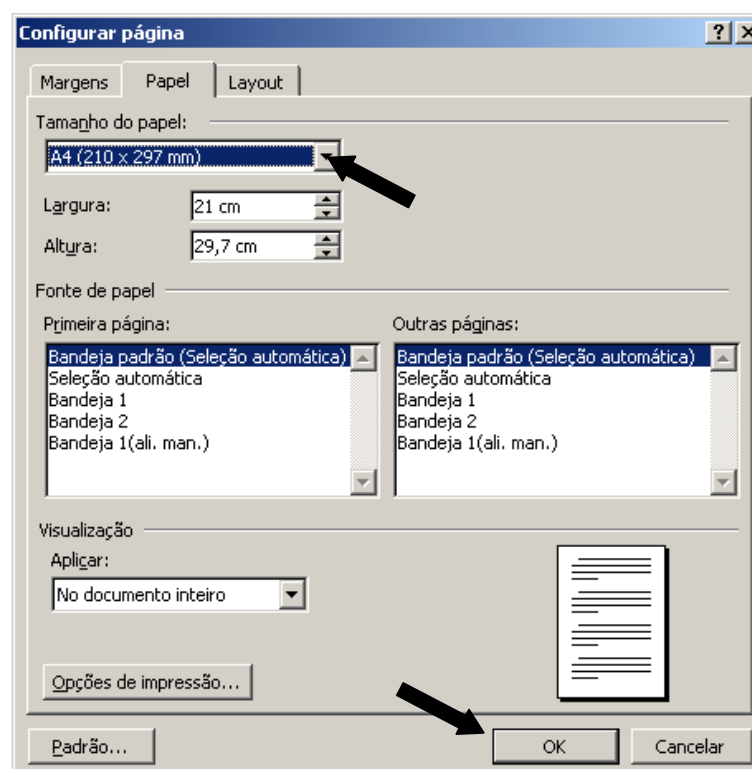 Configurar página
Margens Papel Layout
Tamanho do papel:
A4 (210 x 297 mm)
Largura: 21 cm
Altura: 29,7 cm
Fonte de papel
Primeira página: Outras páginas:
Bandeja padrão (Seleção automática) Bandeja padrão (Seleção automática)
Seleção automática Seleção automática
Bandeja 1 Bandeja 1
Bandeja 2 Bandeja 2
Bandeja 1(ali. man.) Bandeja 1(ali. man.)
Visualização
Aplicar:
No documento inteiro
Opções de impressão...
Padrão... OK Cancelar